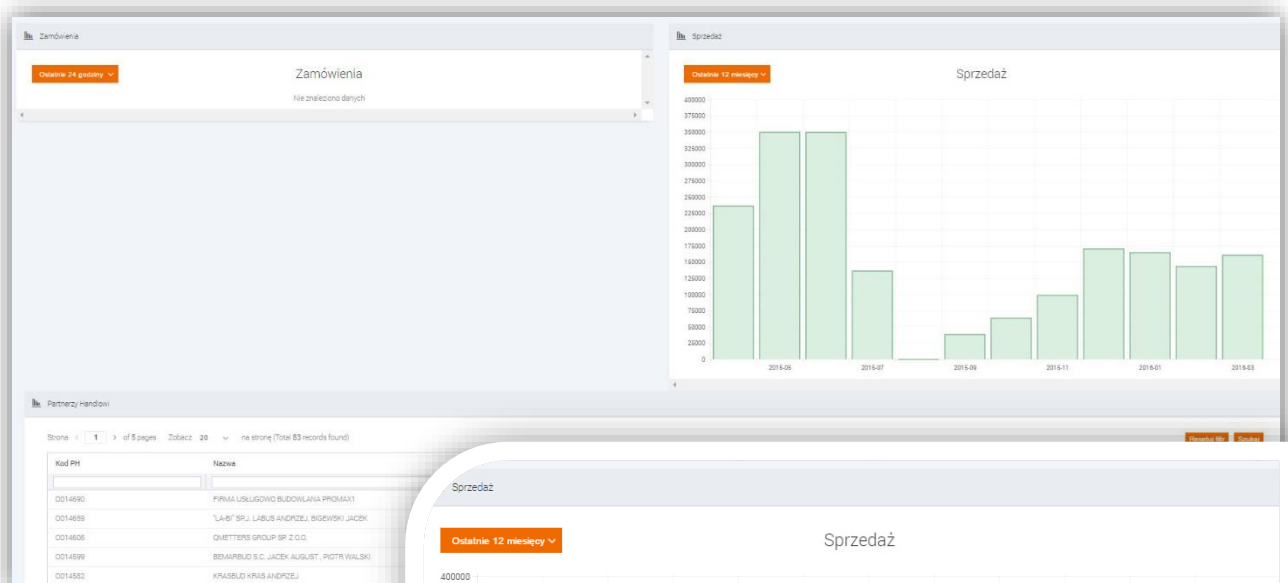 Zamówienia
Ostatnie 24 godziny
Zamówienia
Nie znaleziono danych
Sprzedaż
Ostatnie 12 miesięcy
Sprzedaż
400000
375000
350000
325000
300000
275000
250000
225000
200000
175000
150000
125000
100000
75000
50000
25000
0
2015-05
2015-07
2015-09
2015-11
2016-01
2016-03
Partnerzy Handlowi
Strona < 1 > of 5 pages Zobacz 20 na stronę (Total 83 records found)
Resetuj filtr Szukaj
Kod PH Nazwa
O014690 FIRMA USŁUGOWO BUDOWLANA PROMAX1
O014659 "LA-BI" SP.J. LABUS ANDRZEJ, BIGEWSKI JACEK
O014606 QMETTERS GROUP SP. Z O.O.
O014599 BEMARBUD S.C. JACEK AUGUST., PIOTR WALSKI
O014582 KRASBUD KRAS ANDRZEJ
Sprzedaż
Ostatnie 12 miesięcy
Sprzedaż
400000